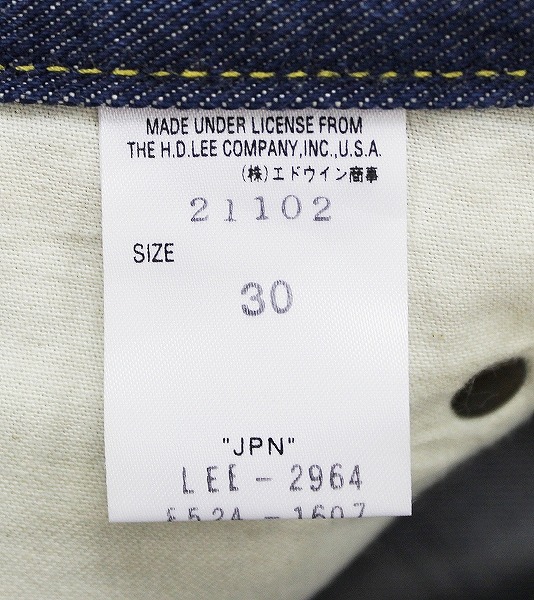 MADE UNDER LICENSE FROM
THE H.D.LEE COMPANY,INC.,U.S.A.
(株)エドウイン商事
21102
SIZE
30
"JPN"
LEE-2964